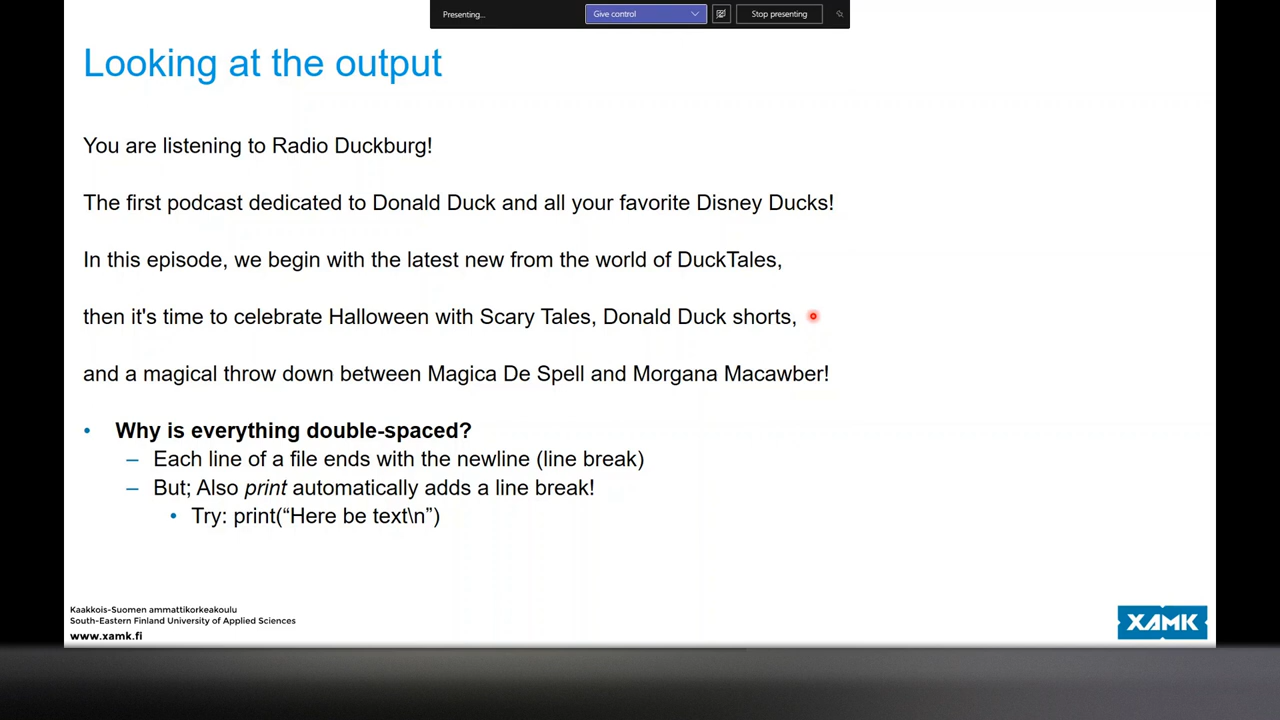 Presenting...
Give control
Stop presenting
Looking at the output
You are listening to Radio Duckburg!
The first podcast dedicated to Donald Duck and all your favorite Disney Ducks!
In this episode, we begin with the latest new from the world of DuckTales,
then it's time to celebrate Halloween with Scary Tales, Donald Duck shorts,
and a magical throw down between Magica De Spell and Morgana Macawber!
• Why is everything double-spaced?
– Each line of a file ends with the newline (line break)
– But; Also print automatically adds a line break!
• Try: print(“Here be text\n”)
Kaakkois-Suomen ammattikorkeakoulu
South-Eastern Finland University of Applied Sciences
www.xamk.fi
XAMK